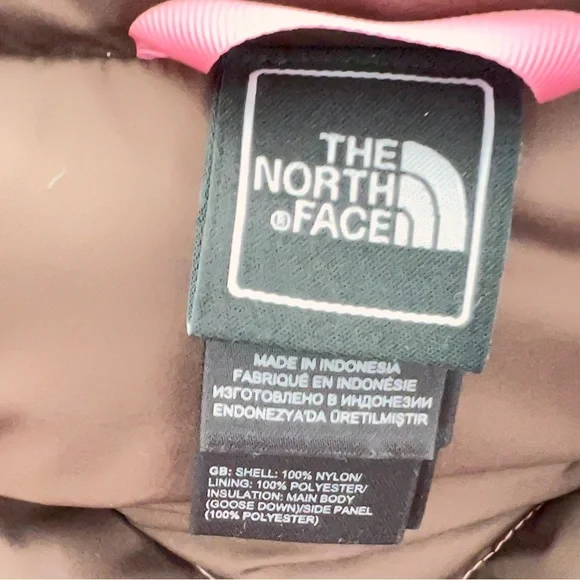 THE
NORTH
® FACE
MADE IN INDONESIA
FABRIQUÉ EN INDONÉSIE
ИЗГОТОВЛЕНО В ИНДОНЕЗИИ
ENDONEZYA'DA ÜRETILMIŞTIR
GB: SHELL: 100% NYLON/
LINING: 100% POLYESTER/
INSULATION: MAIN BODY
(GOOSE DOWN)/SIDE PANEL
(100% POLYESTER)